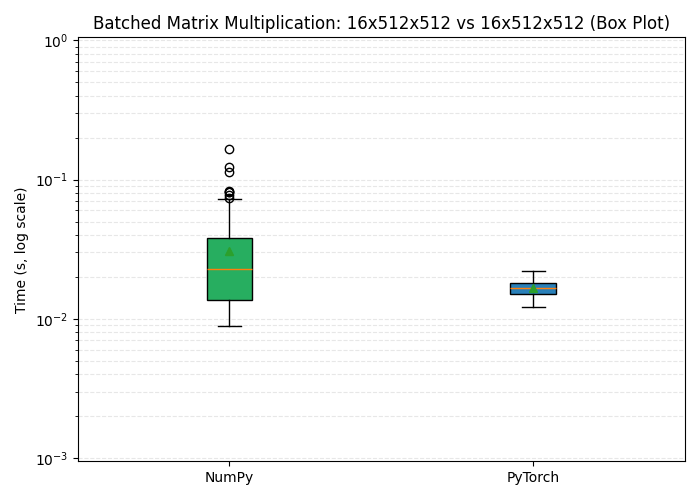 Batched Matrix Multiplication: 16x512x512 vs 16x512x512 (Box Plot)
Time (s, log scale)
10⁰
10⁻¹
10⁻²
10⁻³
NumPy
PyTorch